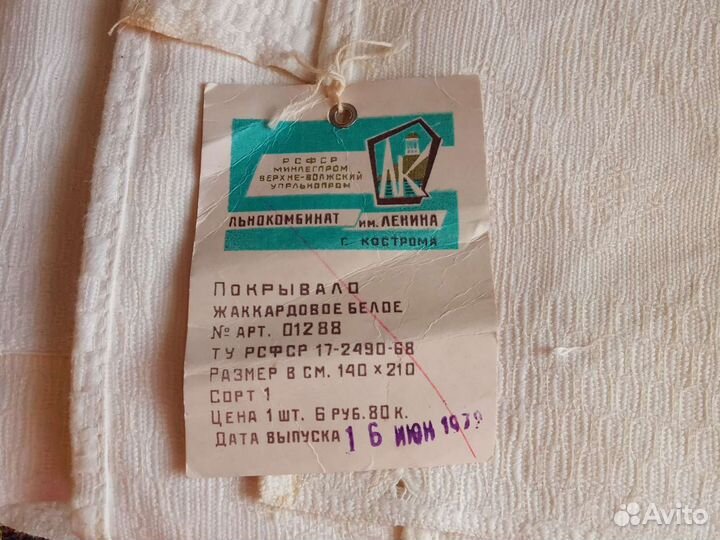 РСФСР
МИНЛЕГПРОМ
ВЕРХНЕ-ВОЛЖСКИЙ
УПРЛЬНОПРОМ
ЛК
ЛЬНОКОМБИНАТ ИМ. ЛЕНИНА
Г. КОСТРОМА
ПОКРЫВАЛО
ЖАККАРДОВОЕ БЕЛОЕ
№ АРТ. 01288
ТУ РСФСР 17-2490-68
РАЗМЕР В СМ. 140×210
СОРТ 1
ЦЕНА 1 ШТ. 6 РУБ. 80 К.
ДАТА ВЫПУСКА 16 ИЮН 1979
Avito